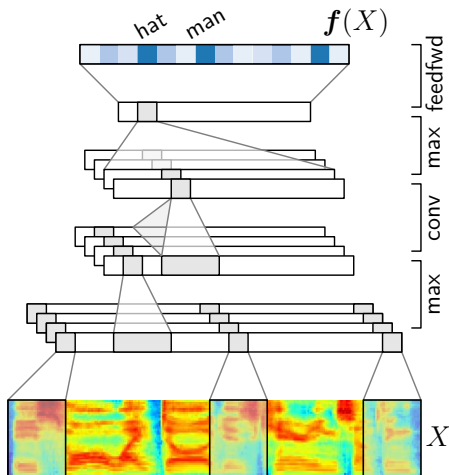 hat man f(X)
feedfwd
max
conv
max
X